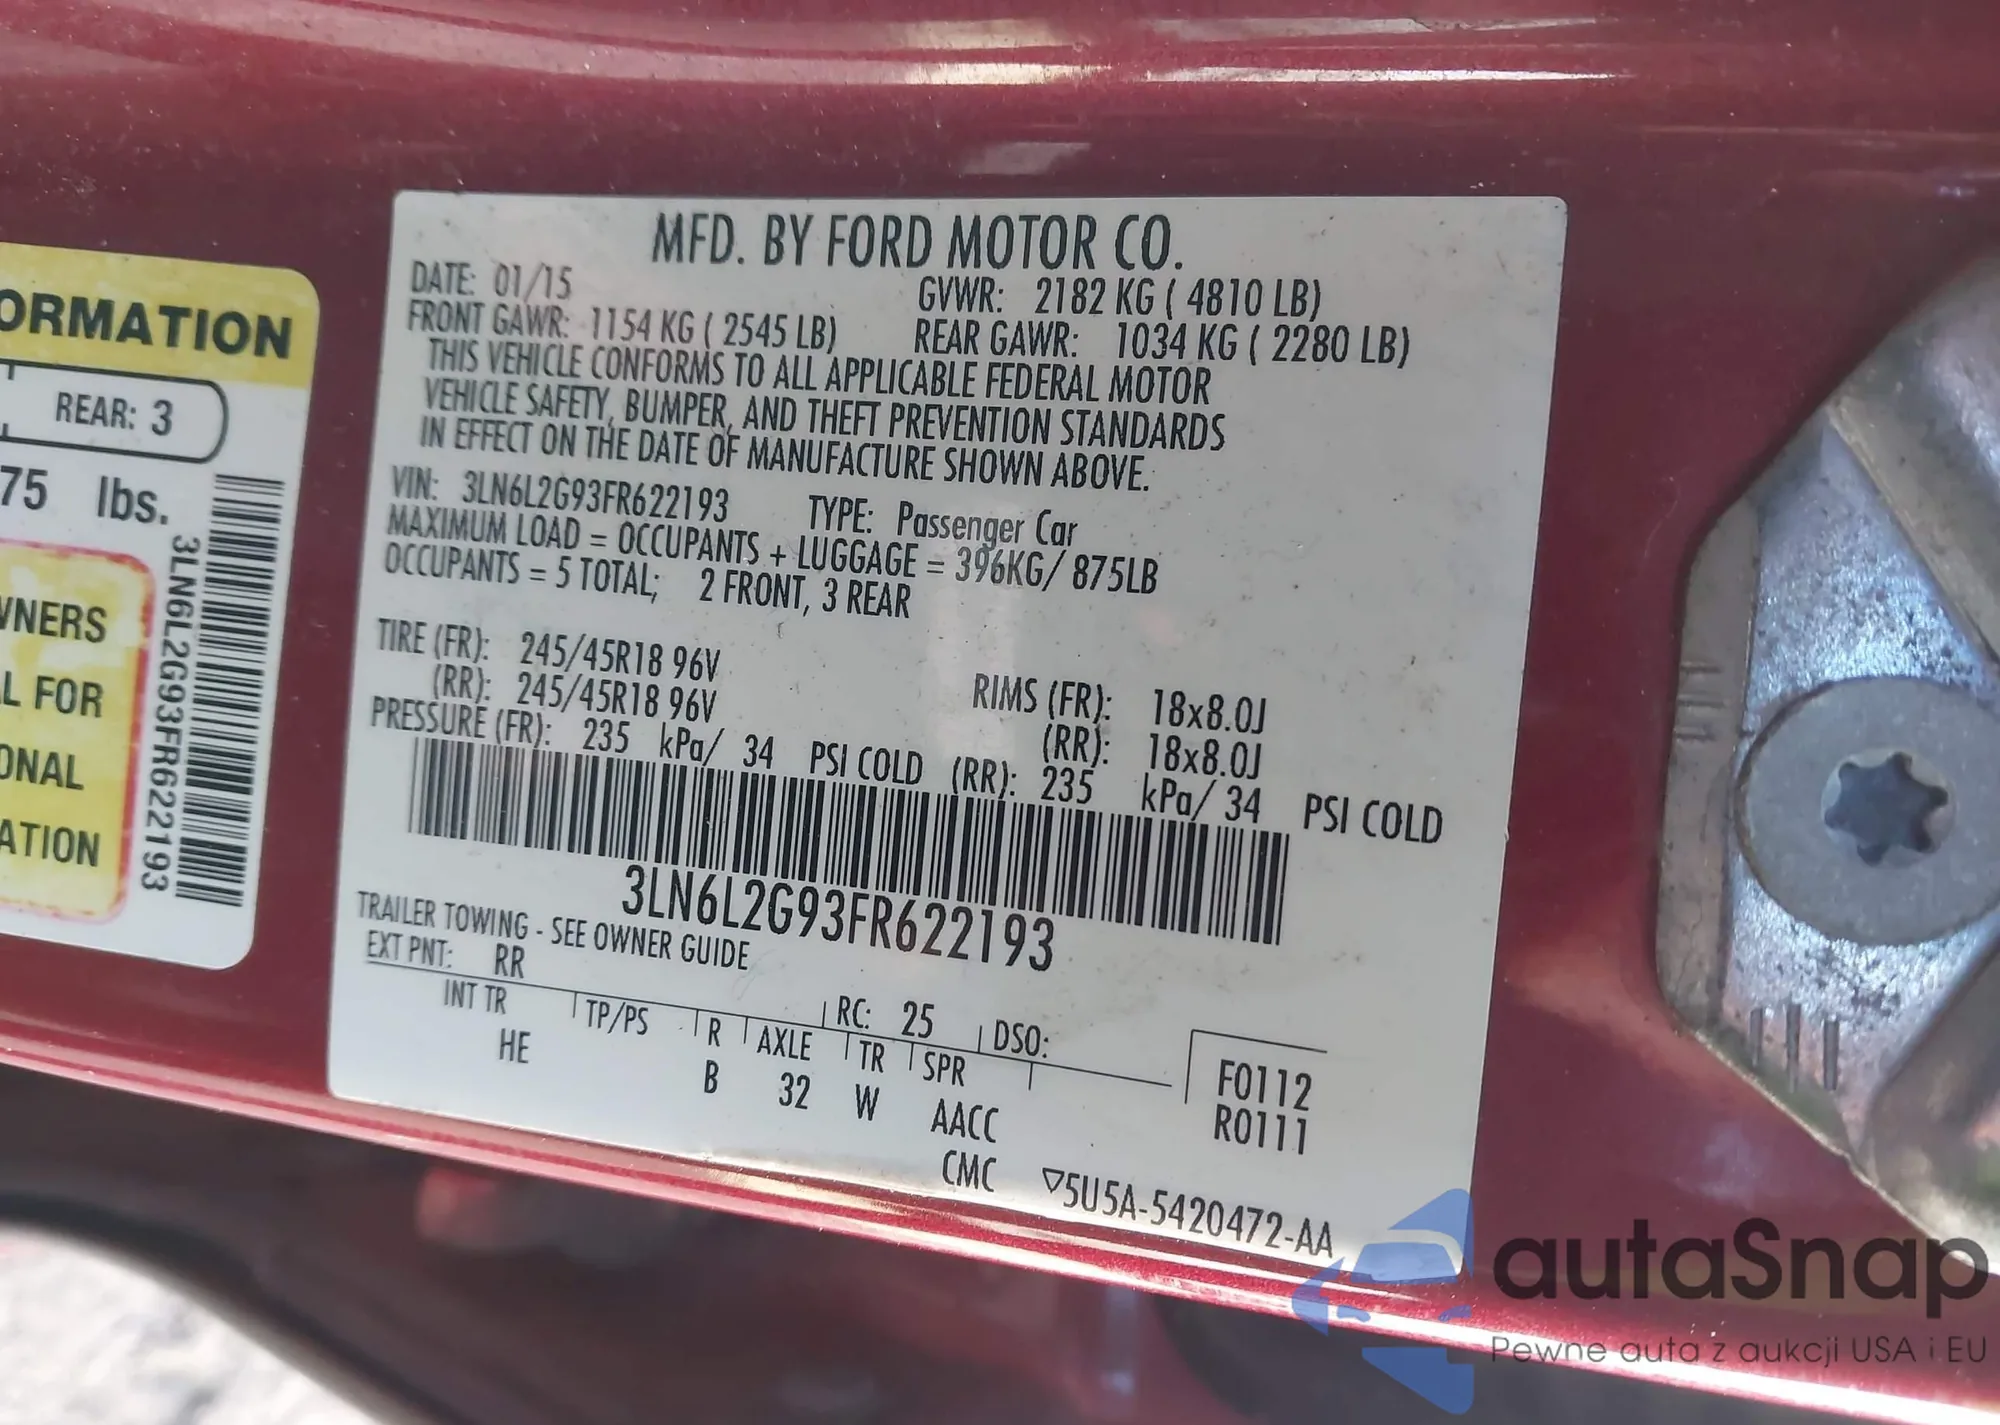 ORMATION
REAR: 3
75 lbs.
WNERS
L FOR
ONAL
ATION
3LN6L2G93FR622193
MFD. BY FORD MOTOR CO.
DATE: 01/15
GVWR: 2182 KG ( 4810 LB)
FRONT GAWR: 1154 KG ( 2545 LB) REAR GAWR: 1034 KG ( 2280 LB)
THIS VEHICLE CONFORMS TO ALL APPLICABLE FEDERAL MOTOR
VEHICLE SAFETY, BUMPER, AND THEFT PREVENTION STANDARDS
IN EFFECT ON THE DATE OF MANUFACTURE SHOWN ABOVE.
VIN: 3LN6L2G93FR622193 TYPE: Passenger Car
MAXIMUM LOAD = OCCUPANTS + LUGGAGE = 396KG/ 875LB
OCCUPANTS = 5 TOTAL; 2 FRONT, 3 REAR
TIRE (FR): 245/45R18 96V RIMS (FR): 18x8.0J
(RR): 245/45R18 96V (RR): 18x8.0J
PRESSURE (FR): 235 kPa/ 34 PSI COLD (RR): 235 kPa/ 34 PSI COLD
3LN6L2G93FR622193
TRAILER TOWING - SEE OWNER GUIDE
EXT PNT: RR RC: 25 DSO:
INT TR TP/PS R AXLE TR SPR
HE B 32 W AACC
F0112
R0111
CMC ▽5U5A-5420472-AA
autaSnap
Pewne auta z aukcji USA i EU